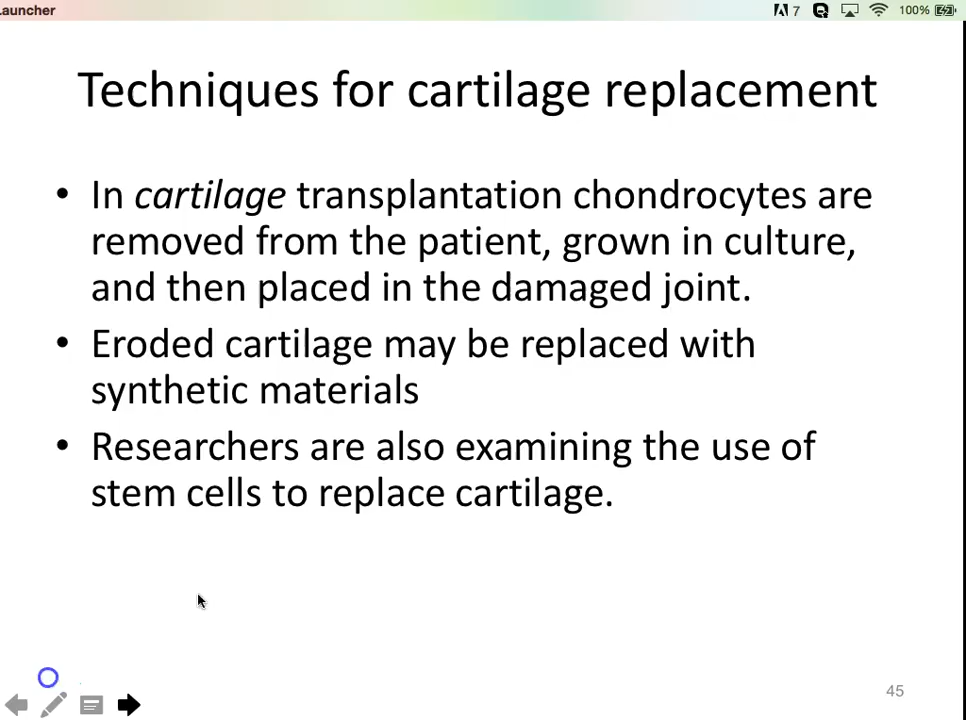 auncher
7
100%
Techniques for cartilage replacement
• In cartilage transplantation chondrocytes are
removed from the patient, grown in culture,
and then placed in the damaged joint.
• Eroded cartilage may be replaced with
synthetic materials
• Researchers are also examining the use of
stem cells to replace cartilage.
45